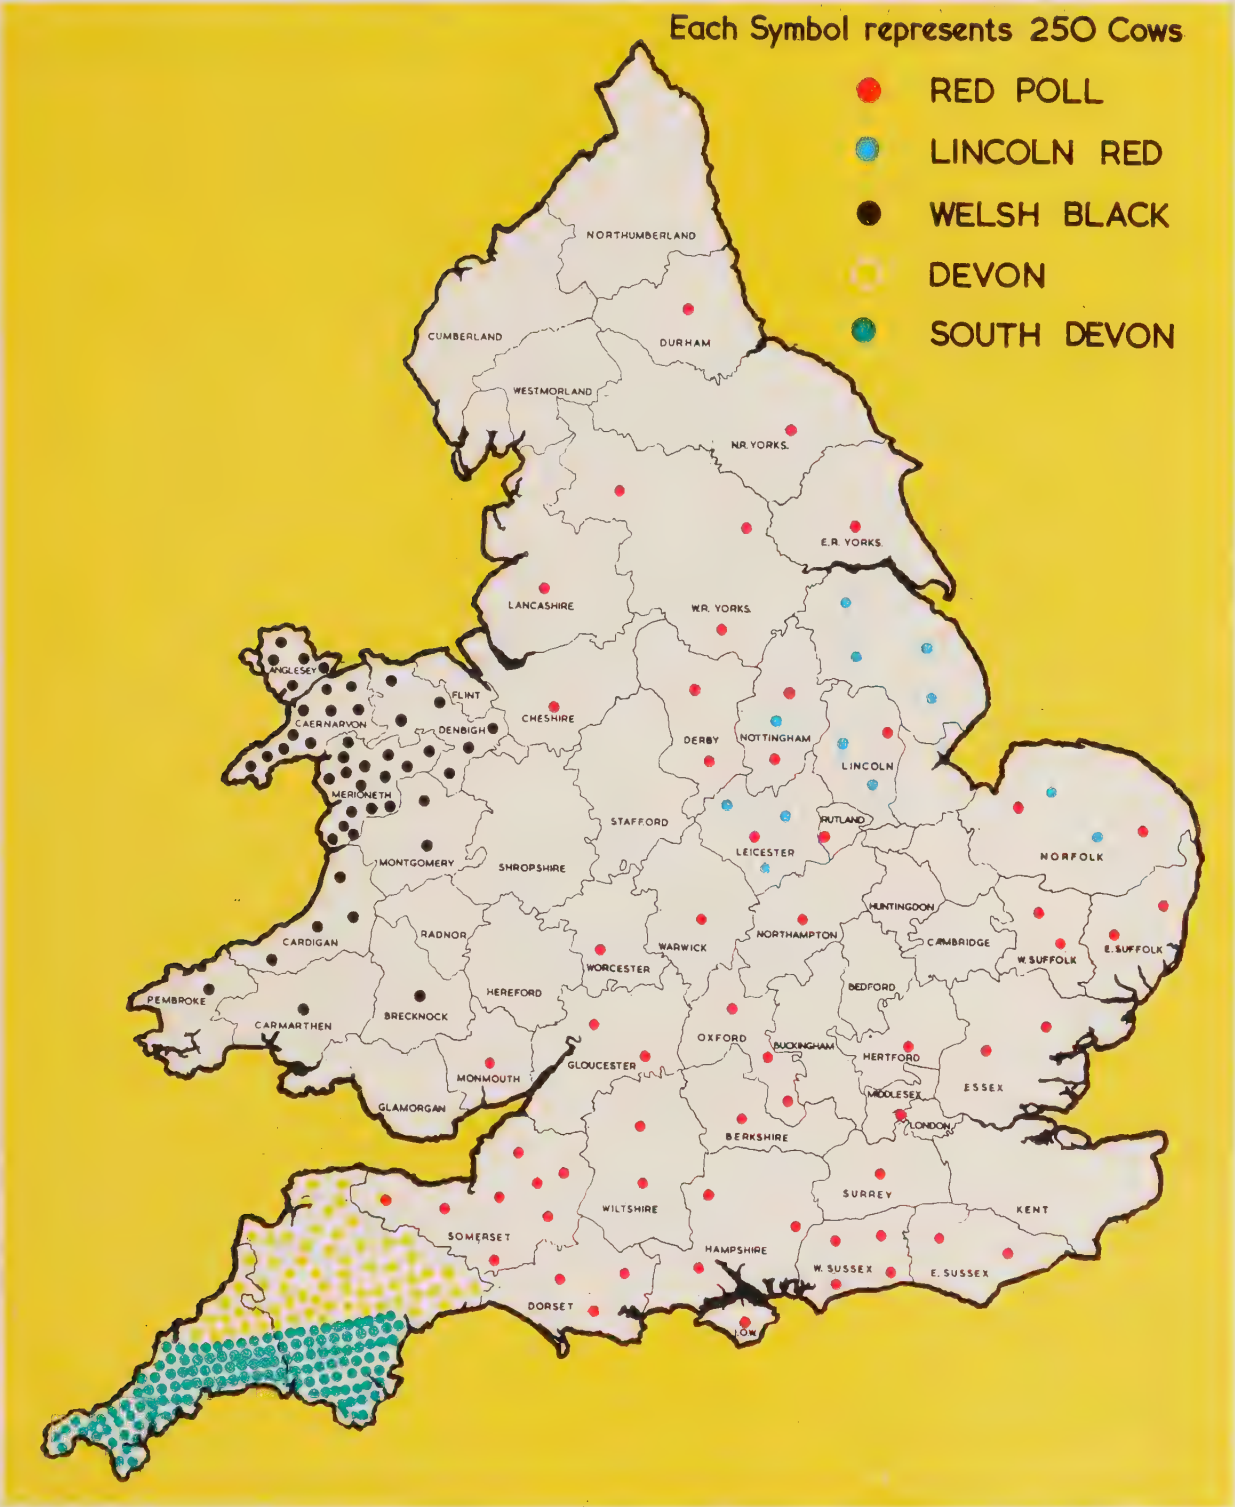 Each Symbol represents 250 Cows
RED POLL
LINCOLN RED
WELSH BLACK
DEVON
SOUTH DEVON
NORTHUMBERLAND
CUMBERLAND
DURHAM
WESTMORLAND
N.R. YORKS.
E.R. YORKS.
LANCASHIRE
W.R. YORKS.
ANGLESEY
FLINT
CAERNARVON
DENBIGH
CHESHIRE
DERBY
NOTTINGHAM
LINCOLN
MERIONETH
STAFFORD
RUTLAND
LEICESTER
NORFOLK
MONTGOMERY
SHROPSHIRE
HUNTINGDON
RADNOR
CARDIGAN
WARWICK
NORTHAMPTON
CAMBRIDGE
W. SUFFOLK
E. SUFFOLK
WORCESTER
PEMBROKE
HEREFORD
BEDFORD
BRECKNOCK
CARMARTHEN
OXFORD
BUCKINGHAM
HERTFORD
GLOUCESTER
MONMOUTH
ESSEX
MIDDLESEX
GLAMORGAN
LONDON
BERKSHIRE
SURREY
WILTSHIRE
KENT
SOMERSET
HAMPSHIRE
W. SUSSEX
E. SUSSEX
DORSET
I.O.W.